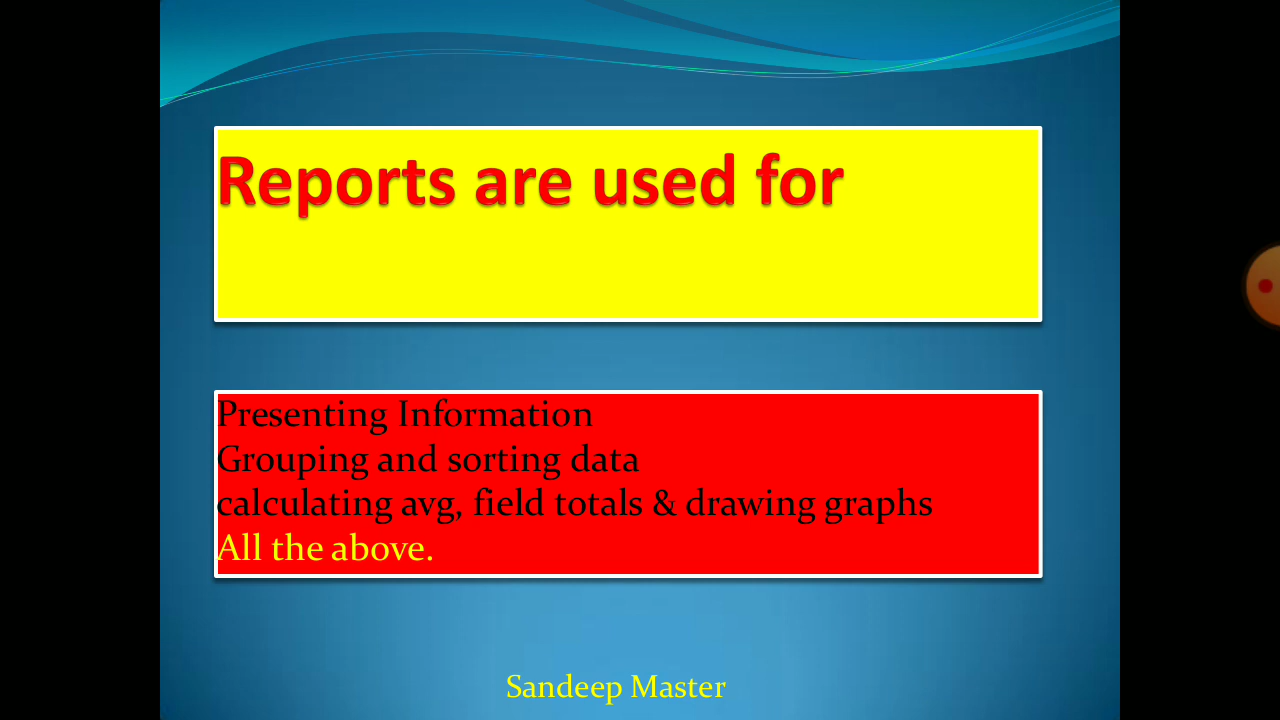 Reports are used for
Presenting Information
Grouping and sorting data
calculating avg, field totals & drawing graphs
All the above.
Sandeep Master